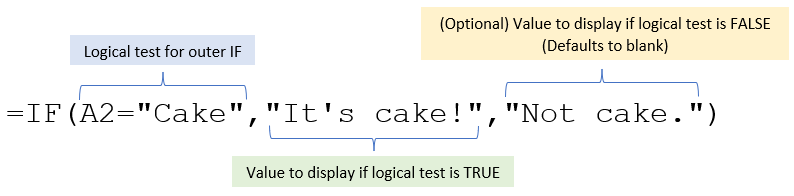 (Optional) Value to display if logical test is FALSE
(Defaults to blank)
Logical test for outer IF
=IF(A2="Cake","It's cake!","Not cake.")
Value to display if logical test is TRUE